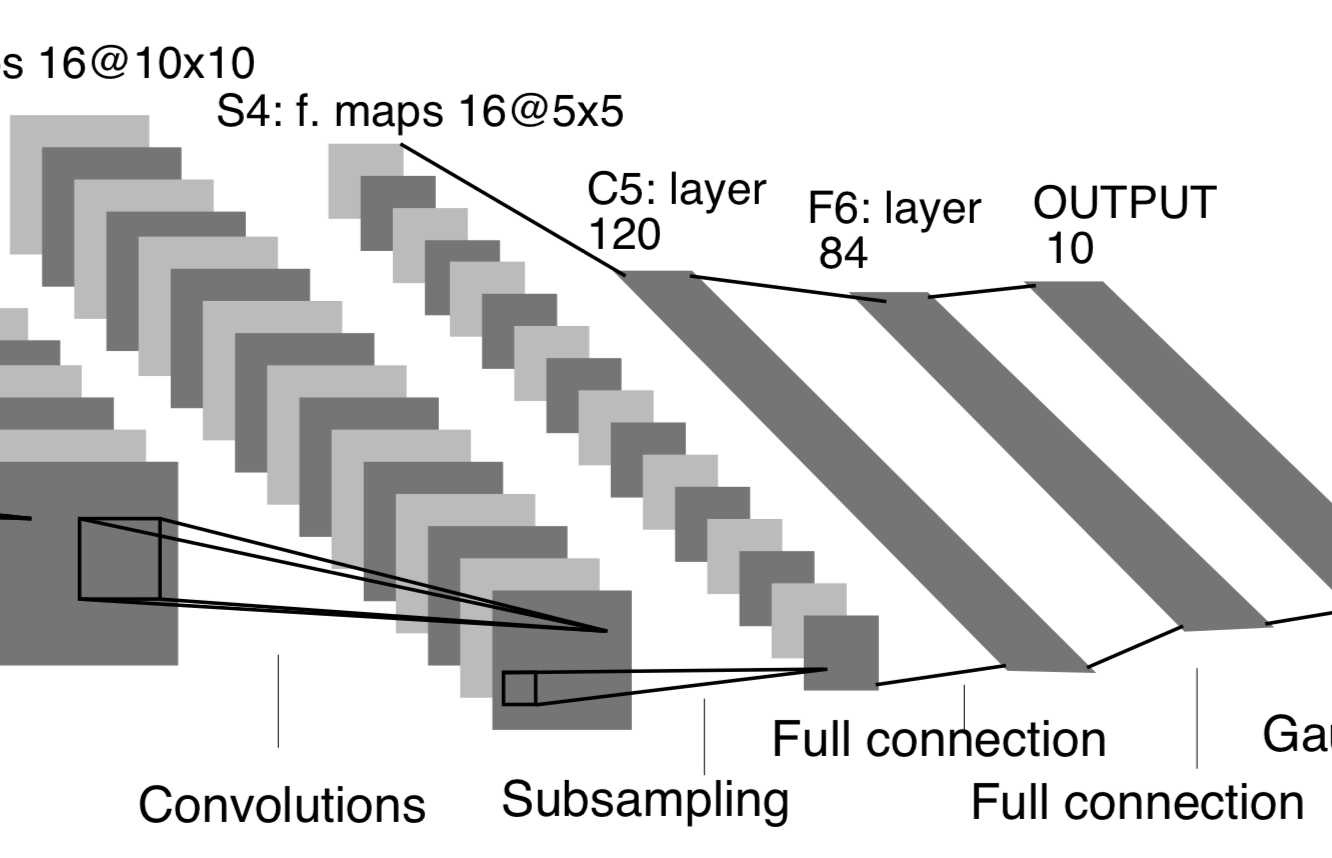 s 16@10x10
S4: f. maps 16@5x5
C5: layer
120
F6: layer
84
OUTPUT
10
Convolutions
Subsampling
Full connection
Full connection